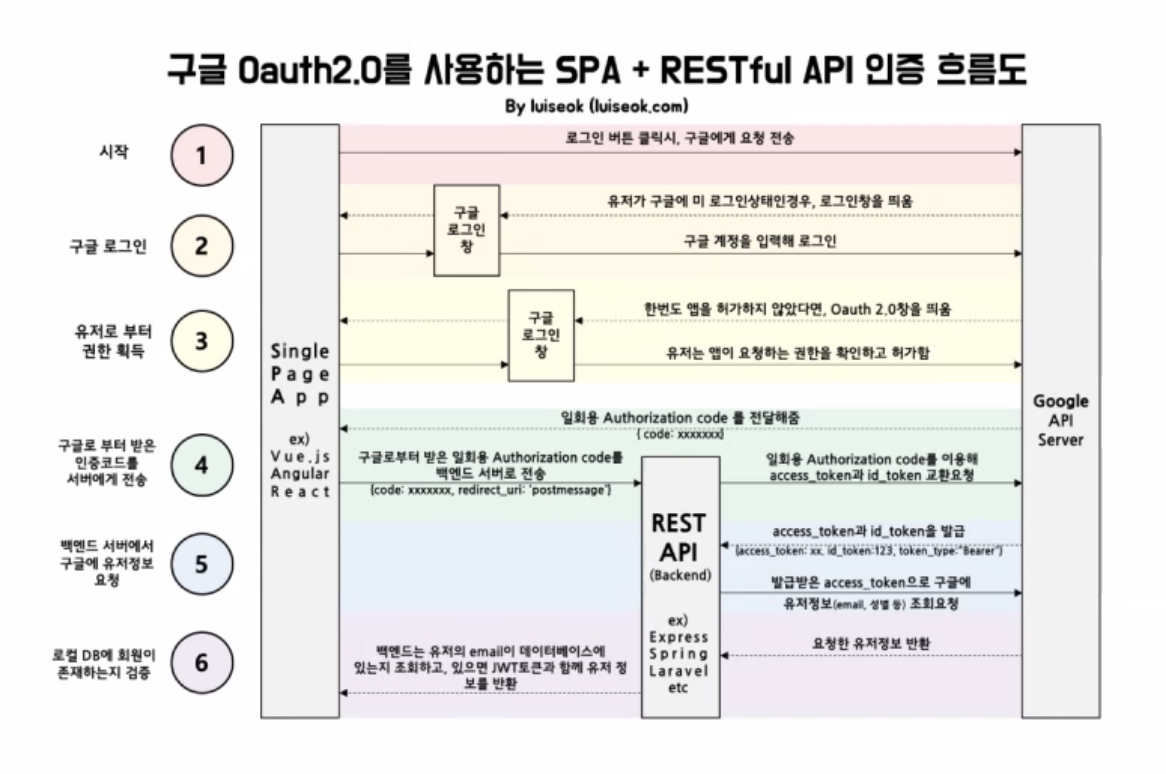 구글 Oauth2.0를 사용하는 SPA + RESTful API 인증 흐름도
By luiseok (luiseok.com)
시작
1
로그인 버튼 클릭시, 구글에게 요청 전송
구글 로그인
2
구글
로그인
창
유저가 구글에 미 로그인상태인경우, 로그인창을 띄움
구글 계정을 입력해 로그인
유저로 부터
권한 획득
3
구글
로그인
창
한번도 앱을 허가하지 않았다면, Oauth 2.0창을 띄움
유저는 앱이 요청하는 권한을 확인하고 허가함
Single
Page
App
ex)
Vue.js
Angular
React
Google
API
Server
구글로 부터 받은
인증코드를
서버에게 전송
4
일회용 Authorization code 를 전달해줌
{ code: xxxxxxx}
구글로부터 받은 일회용 Authorization code를
백엔드 서버로 전송
{code: xxxxxxx, redirect_uri: 'postmessage'}
일회용 Authorization code를 이용해
access_token과 id_token 교환요청
REST
API
(Backend)
ex)
Express
Spring
Laravel
etc
백엔드 서버에서
구글에 유저정보
요청
5
access_token과 id_token을 발급
{access_token: xx, id_token:123, token_type:"Bearer"}
발급받은 access_token으로 구글에
유저정보(email, 성별 등) 조회요청
로컬 DB에 회원이
존재하는지 검증
6
요청한 유저정보 반환
백엔드는 유저의 email이 데이터베이스에
있는지 조회하고, 있으면 JWT토큰과 함께 유저 정
보를 반환